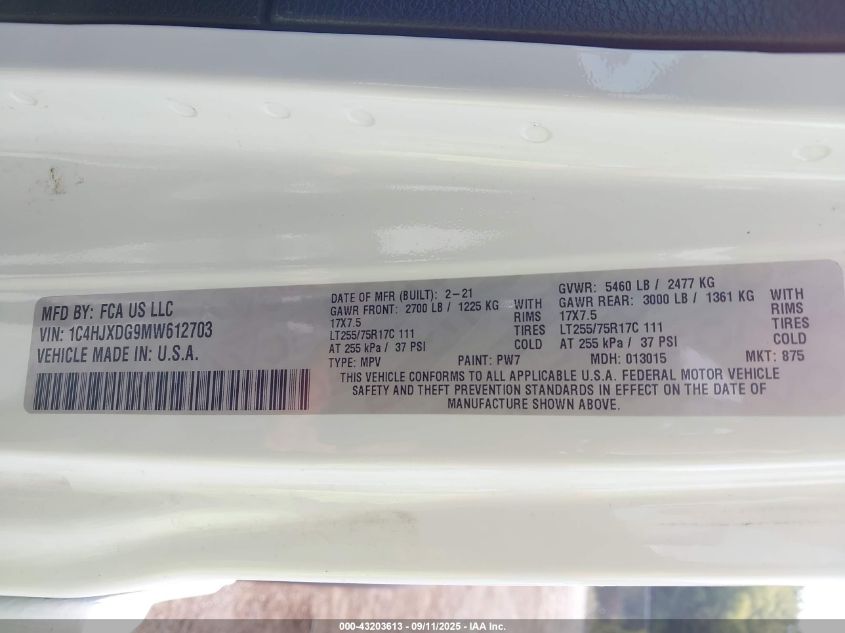 MFD BY: FCA US LLC
VIN: 1C4HJXDG9MW612703
VEHICLE MADE IN: U.S.A.
DATE OF MFR (BUILT): 2-21
GAWR FRONT: 2700 LB / 1225 KG WITH
17X7.5 RIMS
LT255/75R17C 111 TIRES
AT 255 kPa / 37 PSI COLD
GVWR: 5460 LB / 2477 KG
GAWR REAR: 3000 LB / 1361 KG WITH
17X7.5 RIMS
LT255/75R17C 111 TIRES
AT 255 kPa / 37 PSI COLD
TYPE: MPV PAINT: PW7 MDH: 013015 MKT: 875
THIS VEHICLE CONFORMS TO ALL APPLICABLE U.S.A. FEDERAL MOTOR VEHICLE
SAFETY AND THEFT PREVENTION STANDARDS IN EFFECT ON THE DATE OF
MANUFACTURE SHOWN ABOVE.
000-43203613 - 09/11/2025 - IAA Inc.